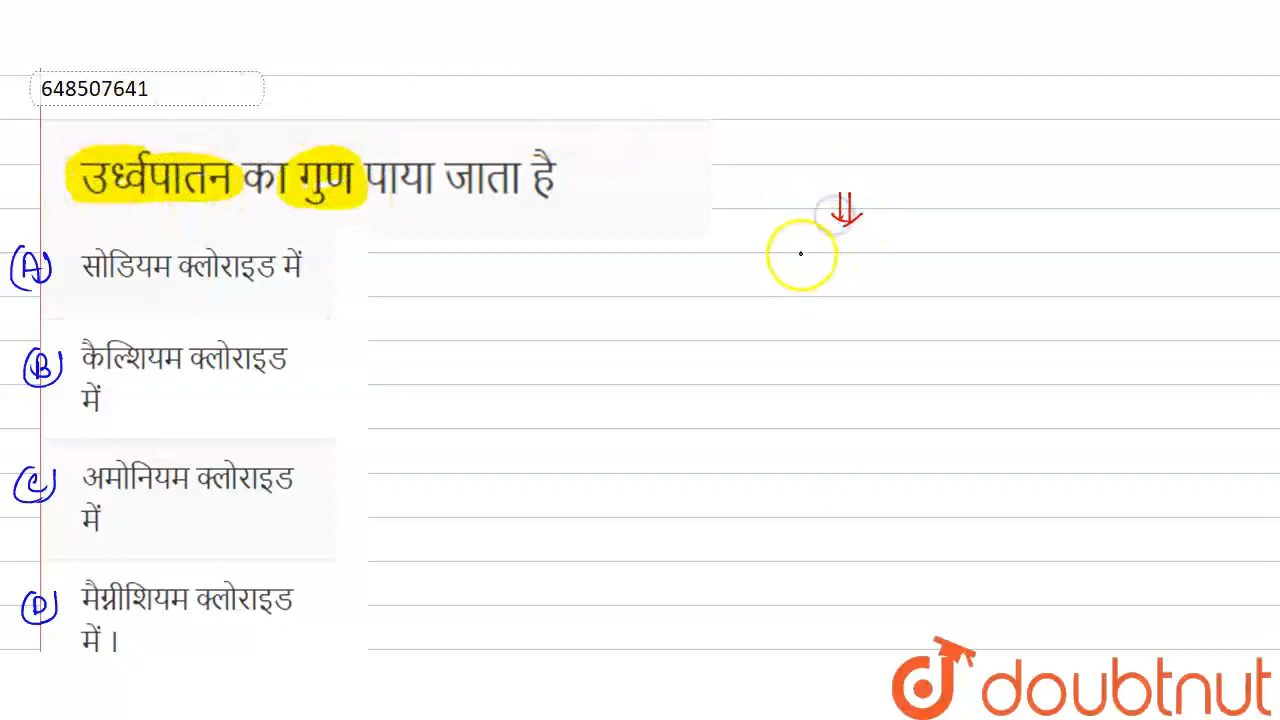 648507641
उर्ध्वपातन का गुण पाया जाता है
(A) सोडियम क्लोराइड में
(B) कैल्शियम क्लोराइड
में
(C) अमोनियम क्लोराइड
में
(D) मैग्नीशियम क्लोराइड
में ।
doubtnut